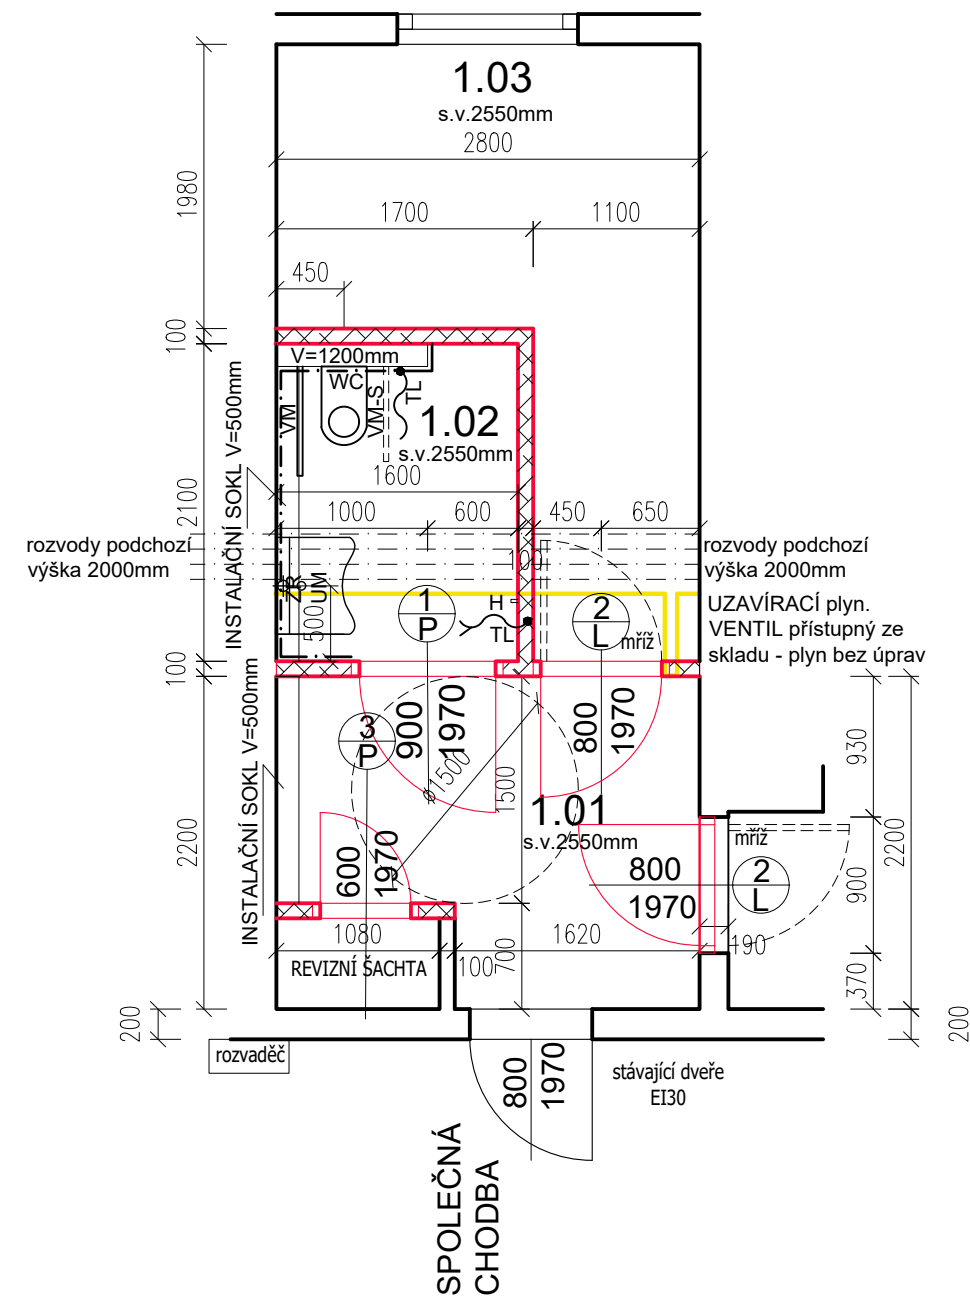 1.03
s.v.2550mm
2800
1980
1700
1100
450
100
V=1200mm
WC
VM
VM-S
TL
1.02
s.v.2550mm
1600
INSTALAČNÍ SOKL V=500mm
2100
1000
600
450
650
rozvody podchozí
výška 2000mm
100
rozvody podchozí
výška 2000mm
ZR
UM
500
1
P
H
TL
2
L
mříž
UZAVÍRACÍ plyn.
VENTIL přístupný ze
skladu - plyn bez úprav
100
INSTALAČNÍ SOKL V=500mm
3
P
900
1970
800
1970
930
ø1500
1500
1.01
s.v.2550mm
mříž
2200
600
1970
800
1970
2
L
900
2200
1080
1620
190
REVIZNÍ ŠACHTA
100
700
370
200
200
rozvaděč
800
1970
stávající dveře
EI30
SPOLEČNÁ
CHODBA